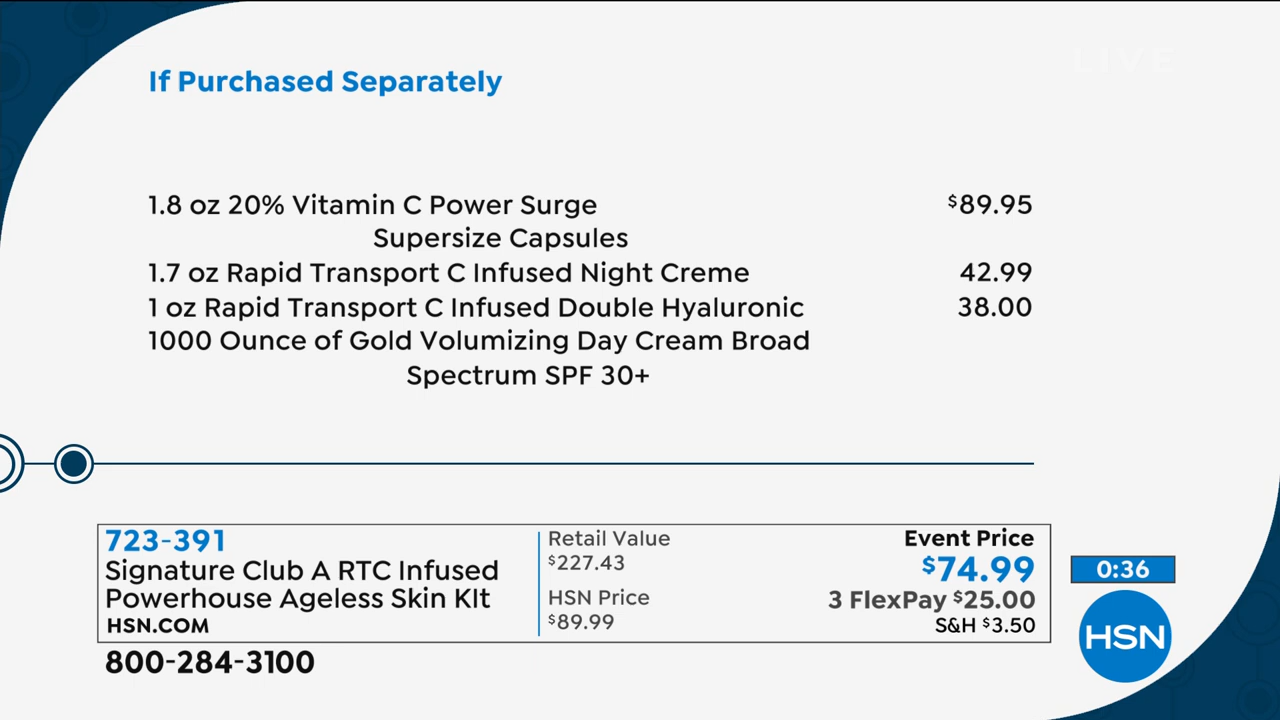 LIVE
If Purchased Separately
1.8 oz 20% Vitamin C Power Surge $89.95
Supersize Capsules
1.7 oz Rapid Transport C Infused Night Creme 42.99
1 oz Rapid Transport C Infused Double Hyaluronic 38.00
1000 Ounce of Gold Volumizing Day Cream Broad
Spectrum SPF 30+
723-391
Signature Club A RTC Infused
Powerhouse Ageless Skin KIt
HSN.COM
Retail Value
$227.43
HSN Price
$89.99
Event Price
$74.99
3 FlexPay $25.00
S&H $3.50
0:36
HSN
800-284-3100